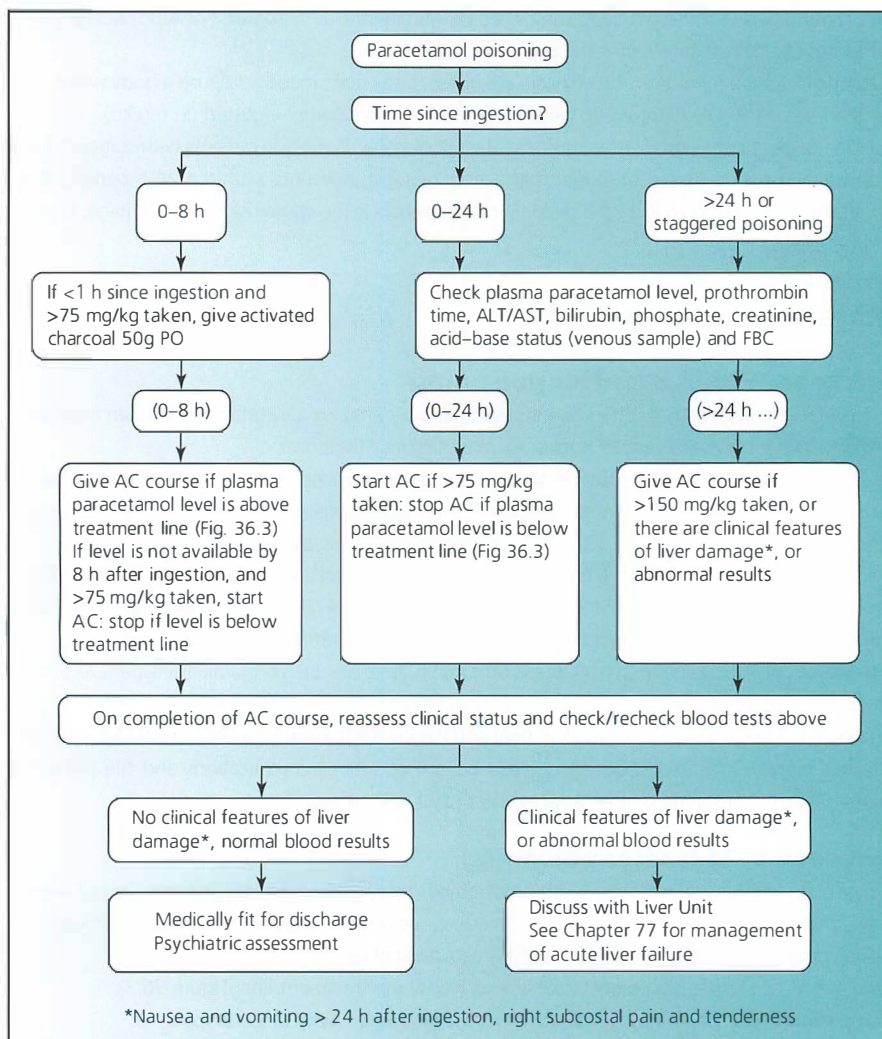 Paracetamol poisoning
Time since ingestion?
0–8 h
0–24 h
>24 h or
staggered poisoning
If <1 h since ingestion and
>75 mg/kg taken, give activated
charcoal 50g PO
Check plasma paracetamol level, prothrombin
time, ALT/AST, bilirubin, phosphate, creatinine,
acid–base status (venous sample) and FBC
(0–8 h)
(0–24 h)
(>24 h ...)
Give AC course if plasma
paracetamol level is above
treatment line (Fig. 36.3)
If level is not available by
8 h after ingestion, and
>75 mg/kg taken, start
AC: stop if level is below
treatment line
Start AC if >75 mg/kg
taken: stop AC if plasma
paracetamol level is below
treatment line (Fig 36.3)
Give AC course if
>150 mg/kg taken, or
there are clinical features
of liver damage*, or
abnormal results
On completion of AC course, reassess clinical status and check/recheck blood tests above
No clinical features of liver
damage*, normal blood results
Clinical features of liver damage*,
or abnormal blood results
Medically fit for discharge
Psychiatric assessment
Discuss with Liver Unit
See Chapter 77 for management
of acute liver failure
*Nausea and vomiting > 24 h after ingestion, right subcostal pain and tenderness